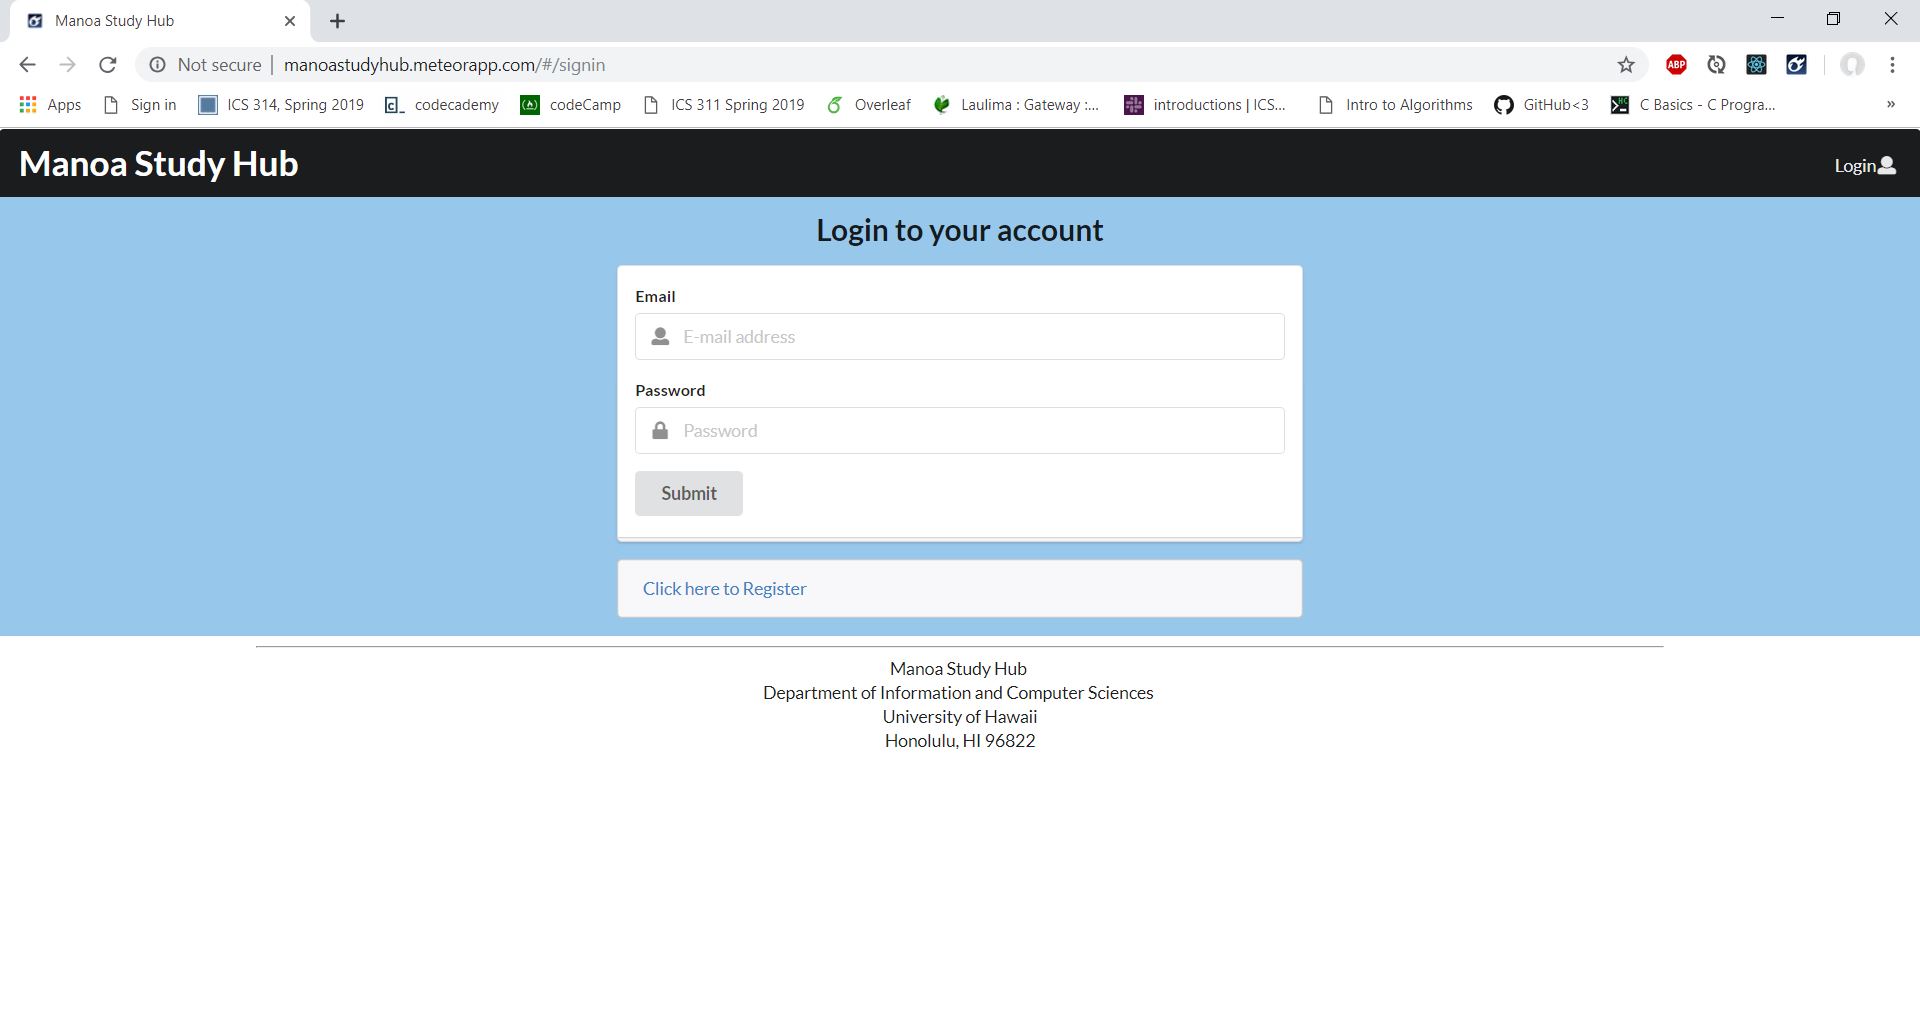 Manoa Study Hub
Not secure | manoastudyhub.meteorapp.com/#/signin
ABP
Apps Sign in ICS 314, Spring 2019 codecademy codeCamp ICS 311 Spring 2019 Overleaf Laulima : Gateway :... introductions | ICS... Intro to Algorithms GitHub<3 C Basics - C Progra... »
Manoa Study Hub Login
Login to your account
Email
E-mail address
Password
Password
Submit
Click here to Register
Manoa Study Hub
Department of Information and Computer Sciences
University of Hawaii
Honolulu, HI 96822